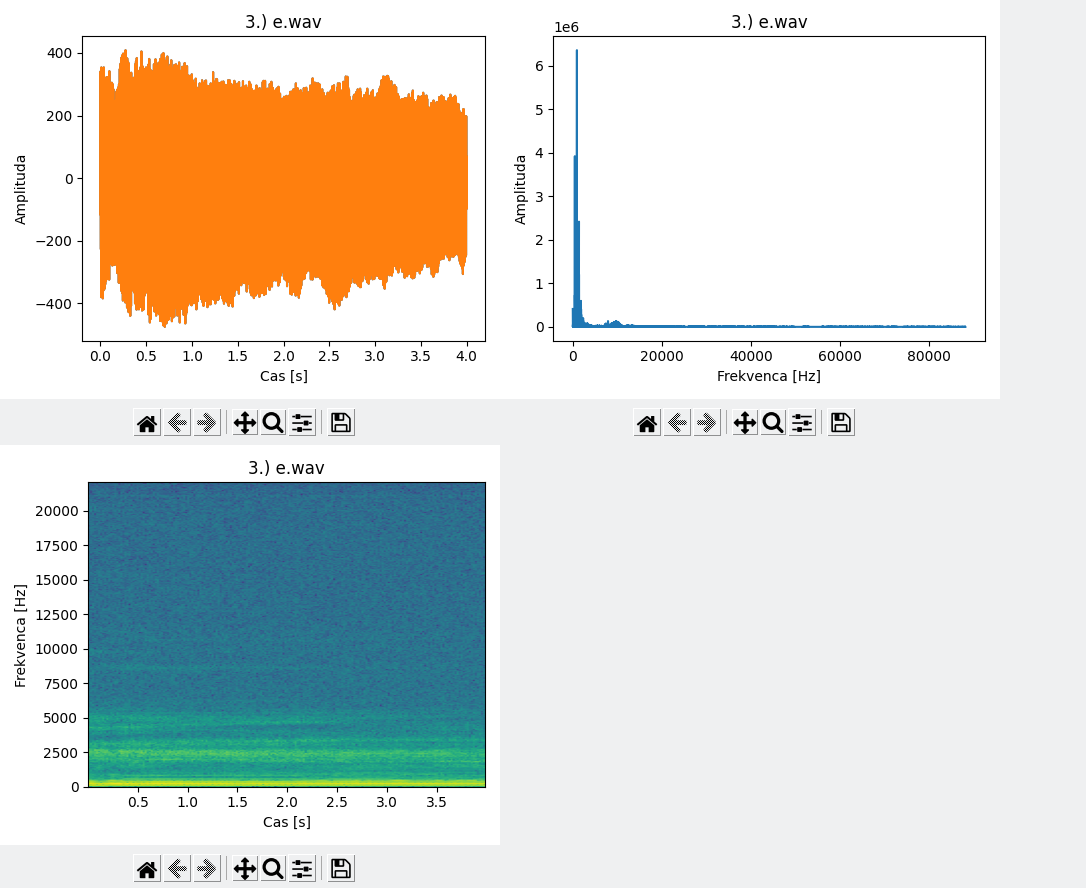 3.) e.wav
400
200
0
−200
−400
Amplituda
0.0 0.5 1.0 1.5 2.0 2.5 3.0 3.5 4.0
Cas [s]
3.) e.wav
1e6
6
5
4
3
2
1
0
Amplituda
0 20000 40000 60000 80000
Frekvenca [Hz]
3.) e.wav
20000
17500
15000
12500
10000
7500
5000
2500
0
Frekvenca [Hz]
0.5 1.0 1.5 2.0 2.5 3.0 3.5
Cas [s]